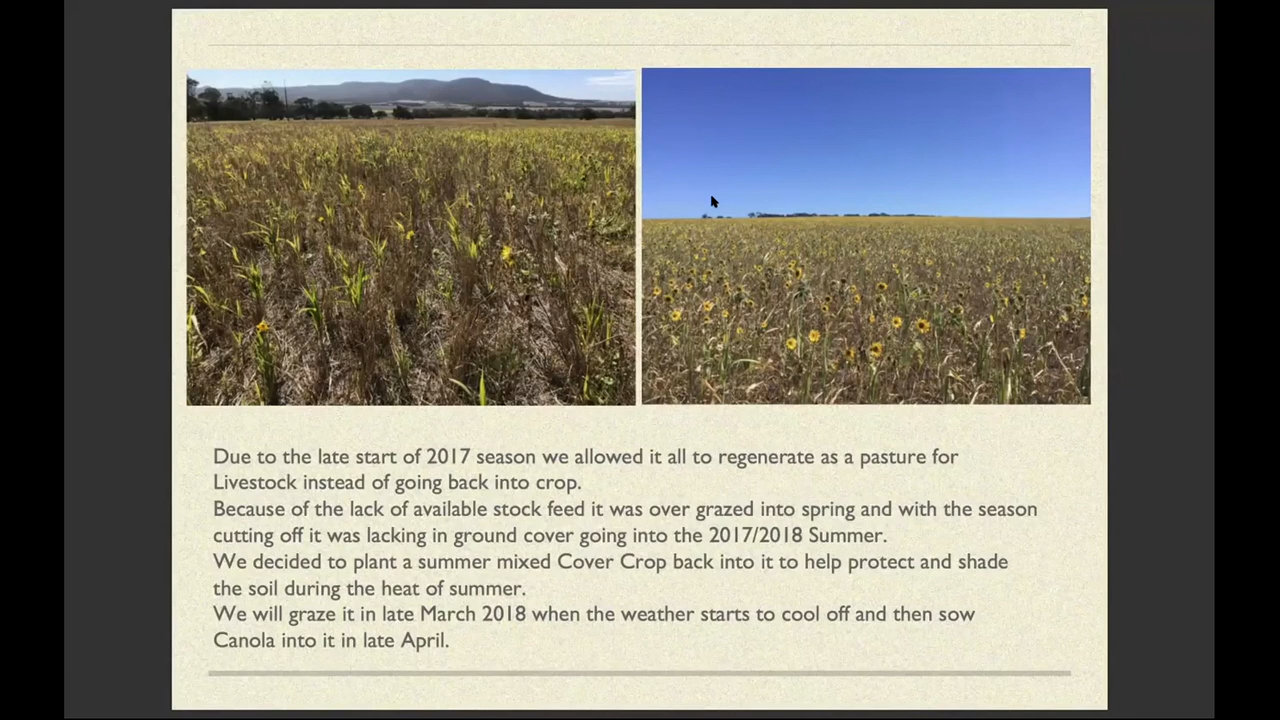 Due to the late start of 2017 season we allowed it all to regenerate as a pasture for
Livestock instead of going back into crop.
Because of the lack of available stock feed it was over grazed into spring and with the season
cutting off it was lacking in ground cover going into the 2017/2018 Summer.
We decided to plant a summer mixed Cover Crop back into it to help protect and shade
the soil during the heat of summer.
We will graze it in late March 2018 when the weather starts to cool off and then sow
Canola into it in late April.